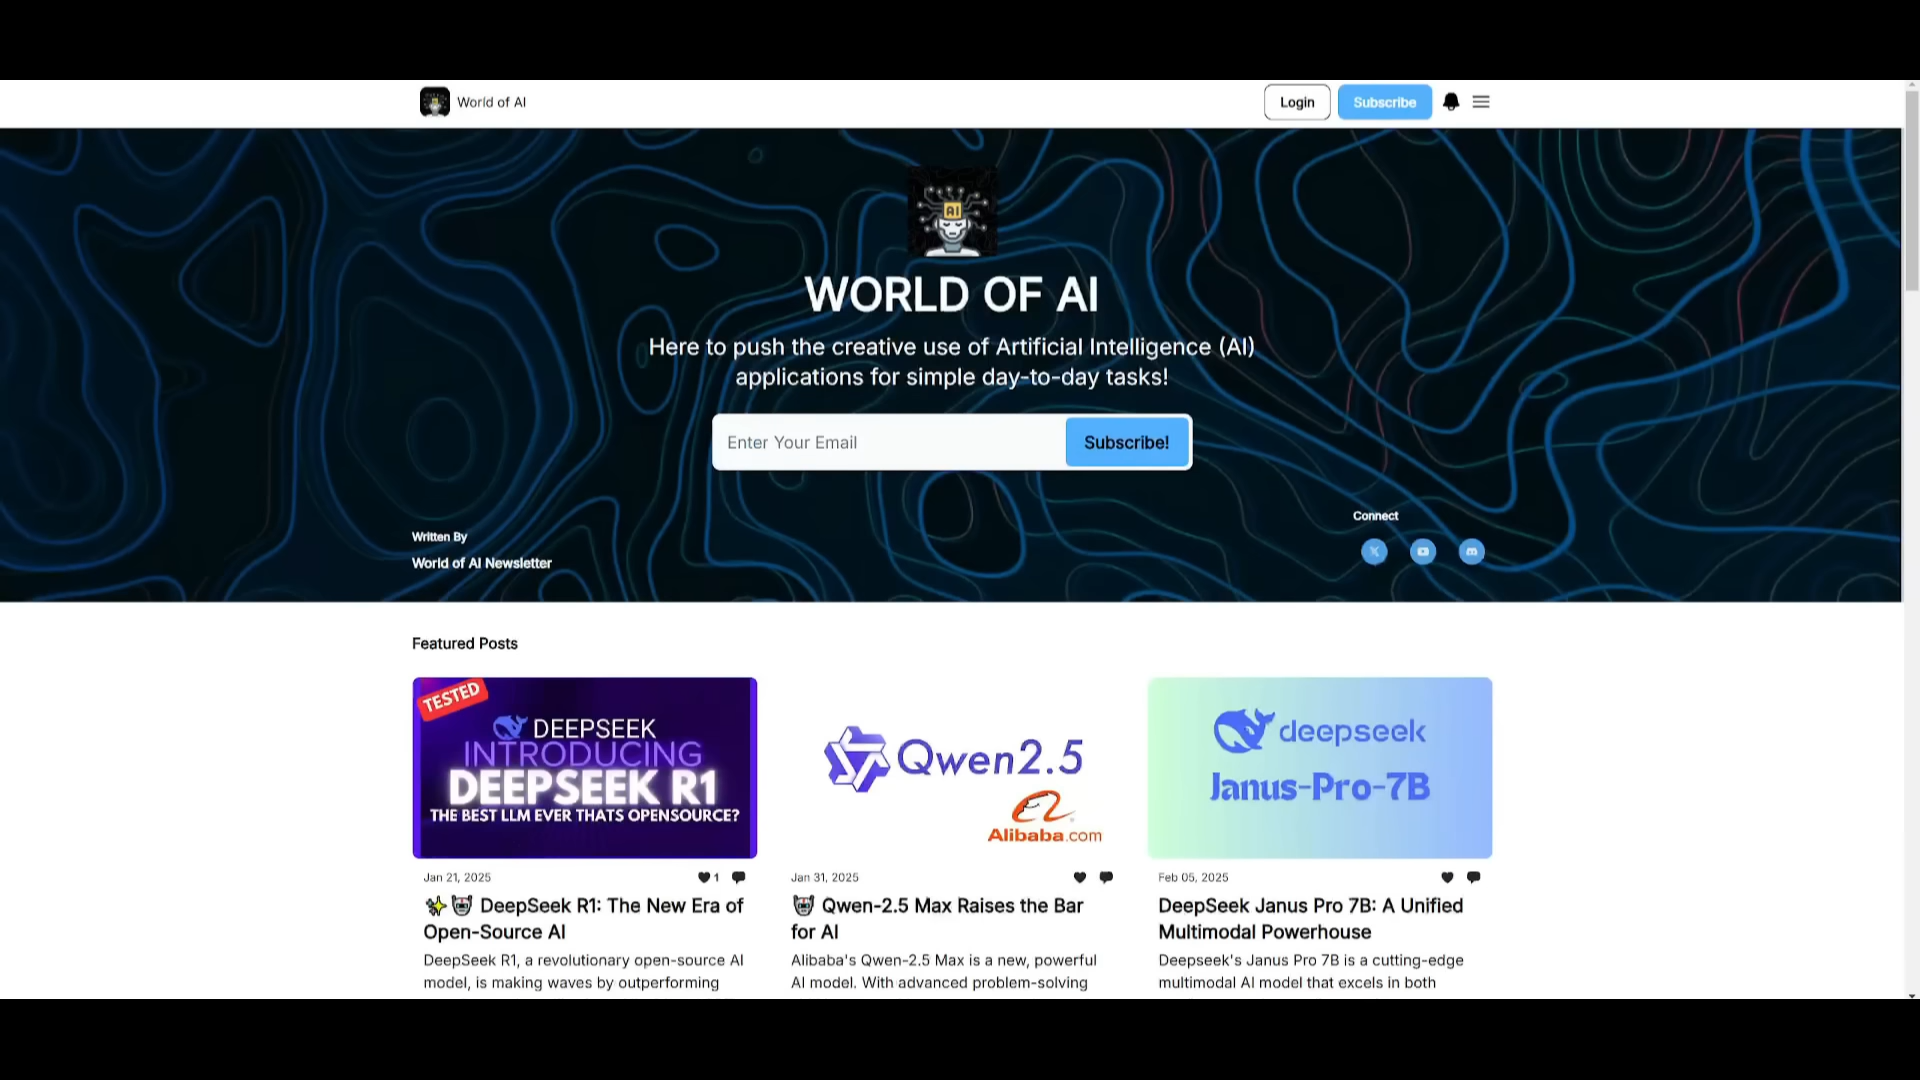 World of AI
Login
Subscribe
AI
WORLD OF AI
Here to push the creative use of Artificial Intelligence (AI)
applications for simple day-to-day tasks!
Enter Your Email
Subscribe!
Written By
World of AI Newsletter
Connect
Featured Posts
TESTED
DEEPSEEK
INTRODUCING
DEEPSEEK R1
THE BEST LLM EVER THATS OPENSOURCE?
Jan 21, 2025
1
DeepSeek R1: The New Era of
Open-Source AI
DeepSeek R1, a revolutionary open-source AI
model, is making waves by outperforming
Qwen2.5
Alibaba.com
Jan 31, 2025
Qwen-2.5 Max Raises the Bar
for AI
Alibaba's Qwen-2.5 Max is a new, powerful
AI model. With advanced problem-solving
deepseek
Janus-Pro-7B
Feb 05, 2025
DeepSeek Janus Pro 7B: A Unified
Multimodal Powerhouse
Deepseek's Janus Pro 7B is a cutting-edge
multimodal AI model that excels in both